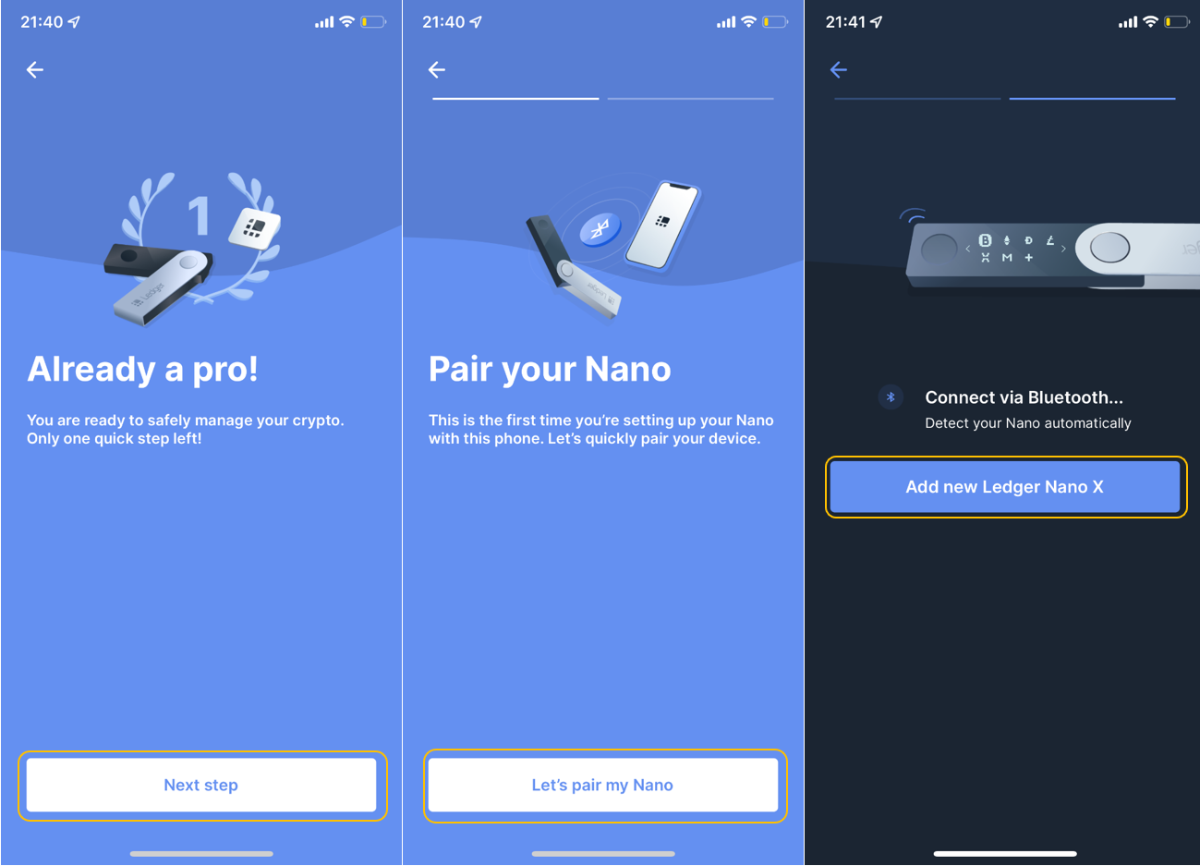 21:40
1
Ledger
Already a pro!
You are ready to safely manage your crypto.
Only one quick step left!
Next step
21:40
Ledger
Pair your Nano
This is the first time you're setting up your Nano
with this phone. Let's quickly pair your device.
Let's pair my Nano
21:41
Connect via Bluetooth...
Detect your Nano automatically
Add new Ledger Nano X